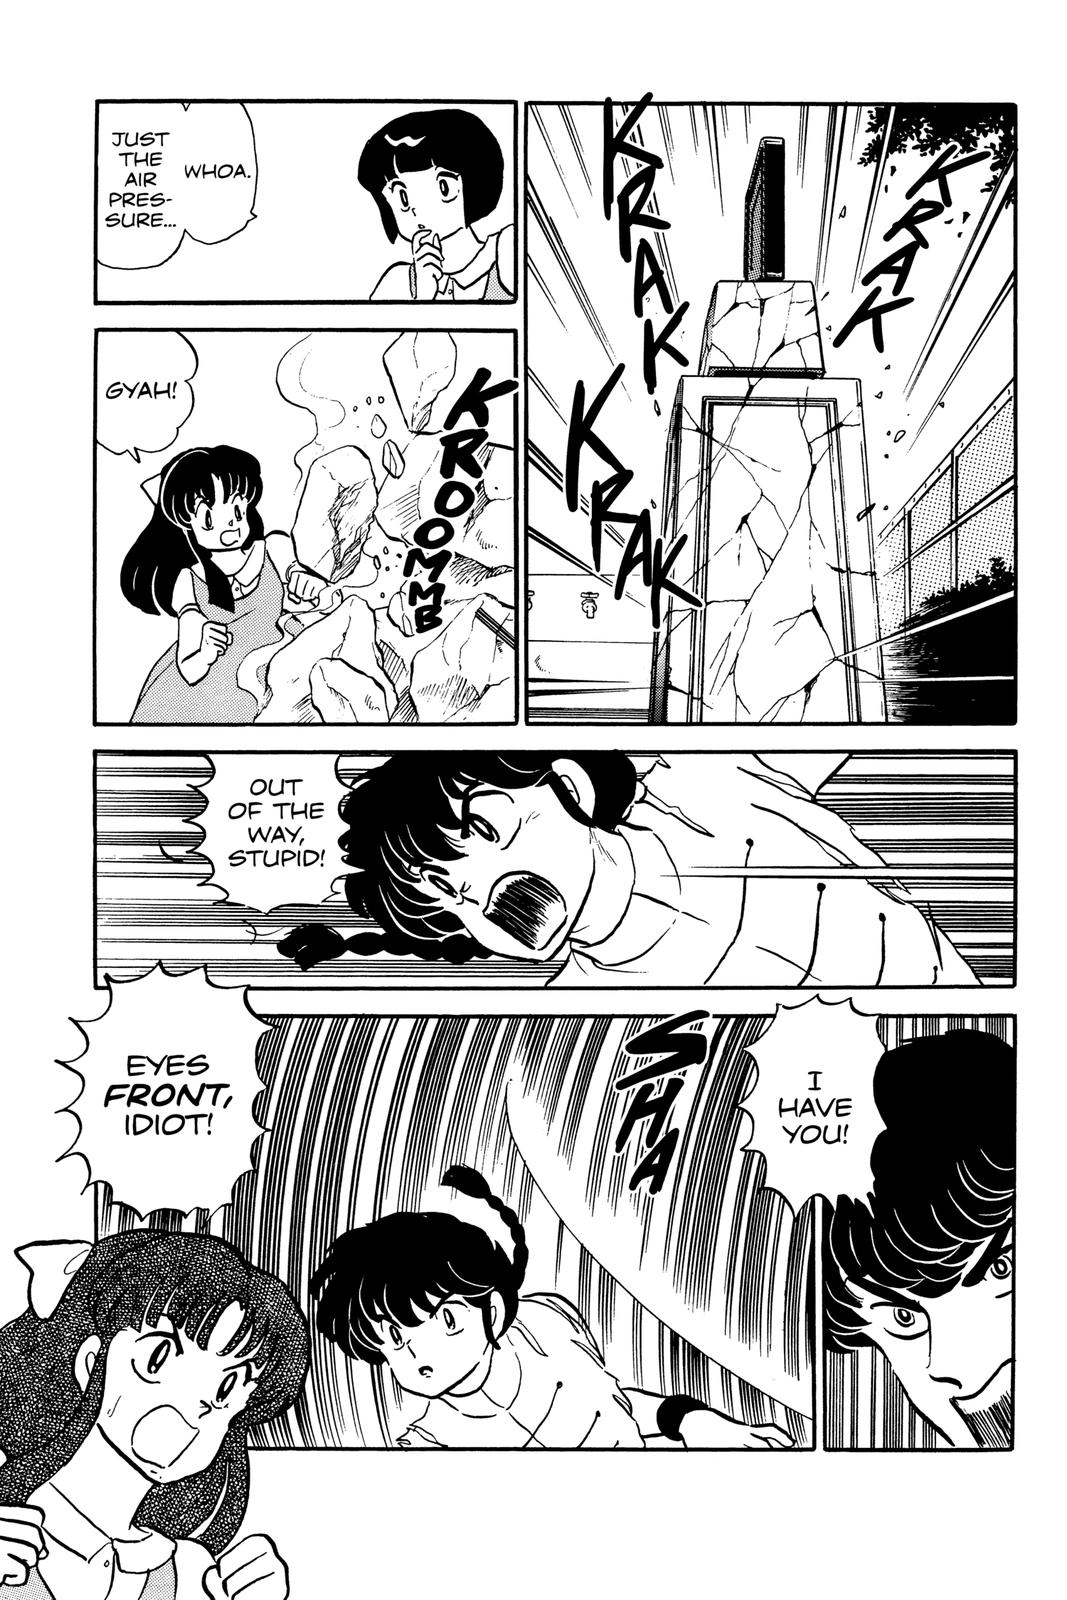 KRAK
KRAK
KRAK
WHOA.
JUST
THE
AIR
PRES-
SURE...
GYAH!
KROOMMB
OUT
OF THE
WAY,
STUPID!
I
HAVE
YOU!
SHA
EYES
FRONT,
IDIOT!